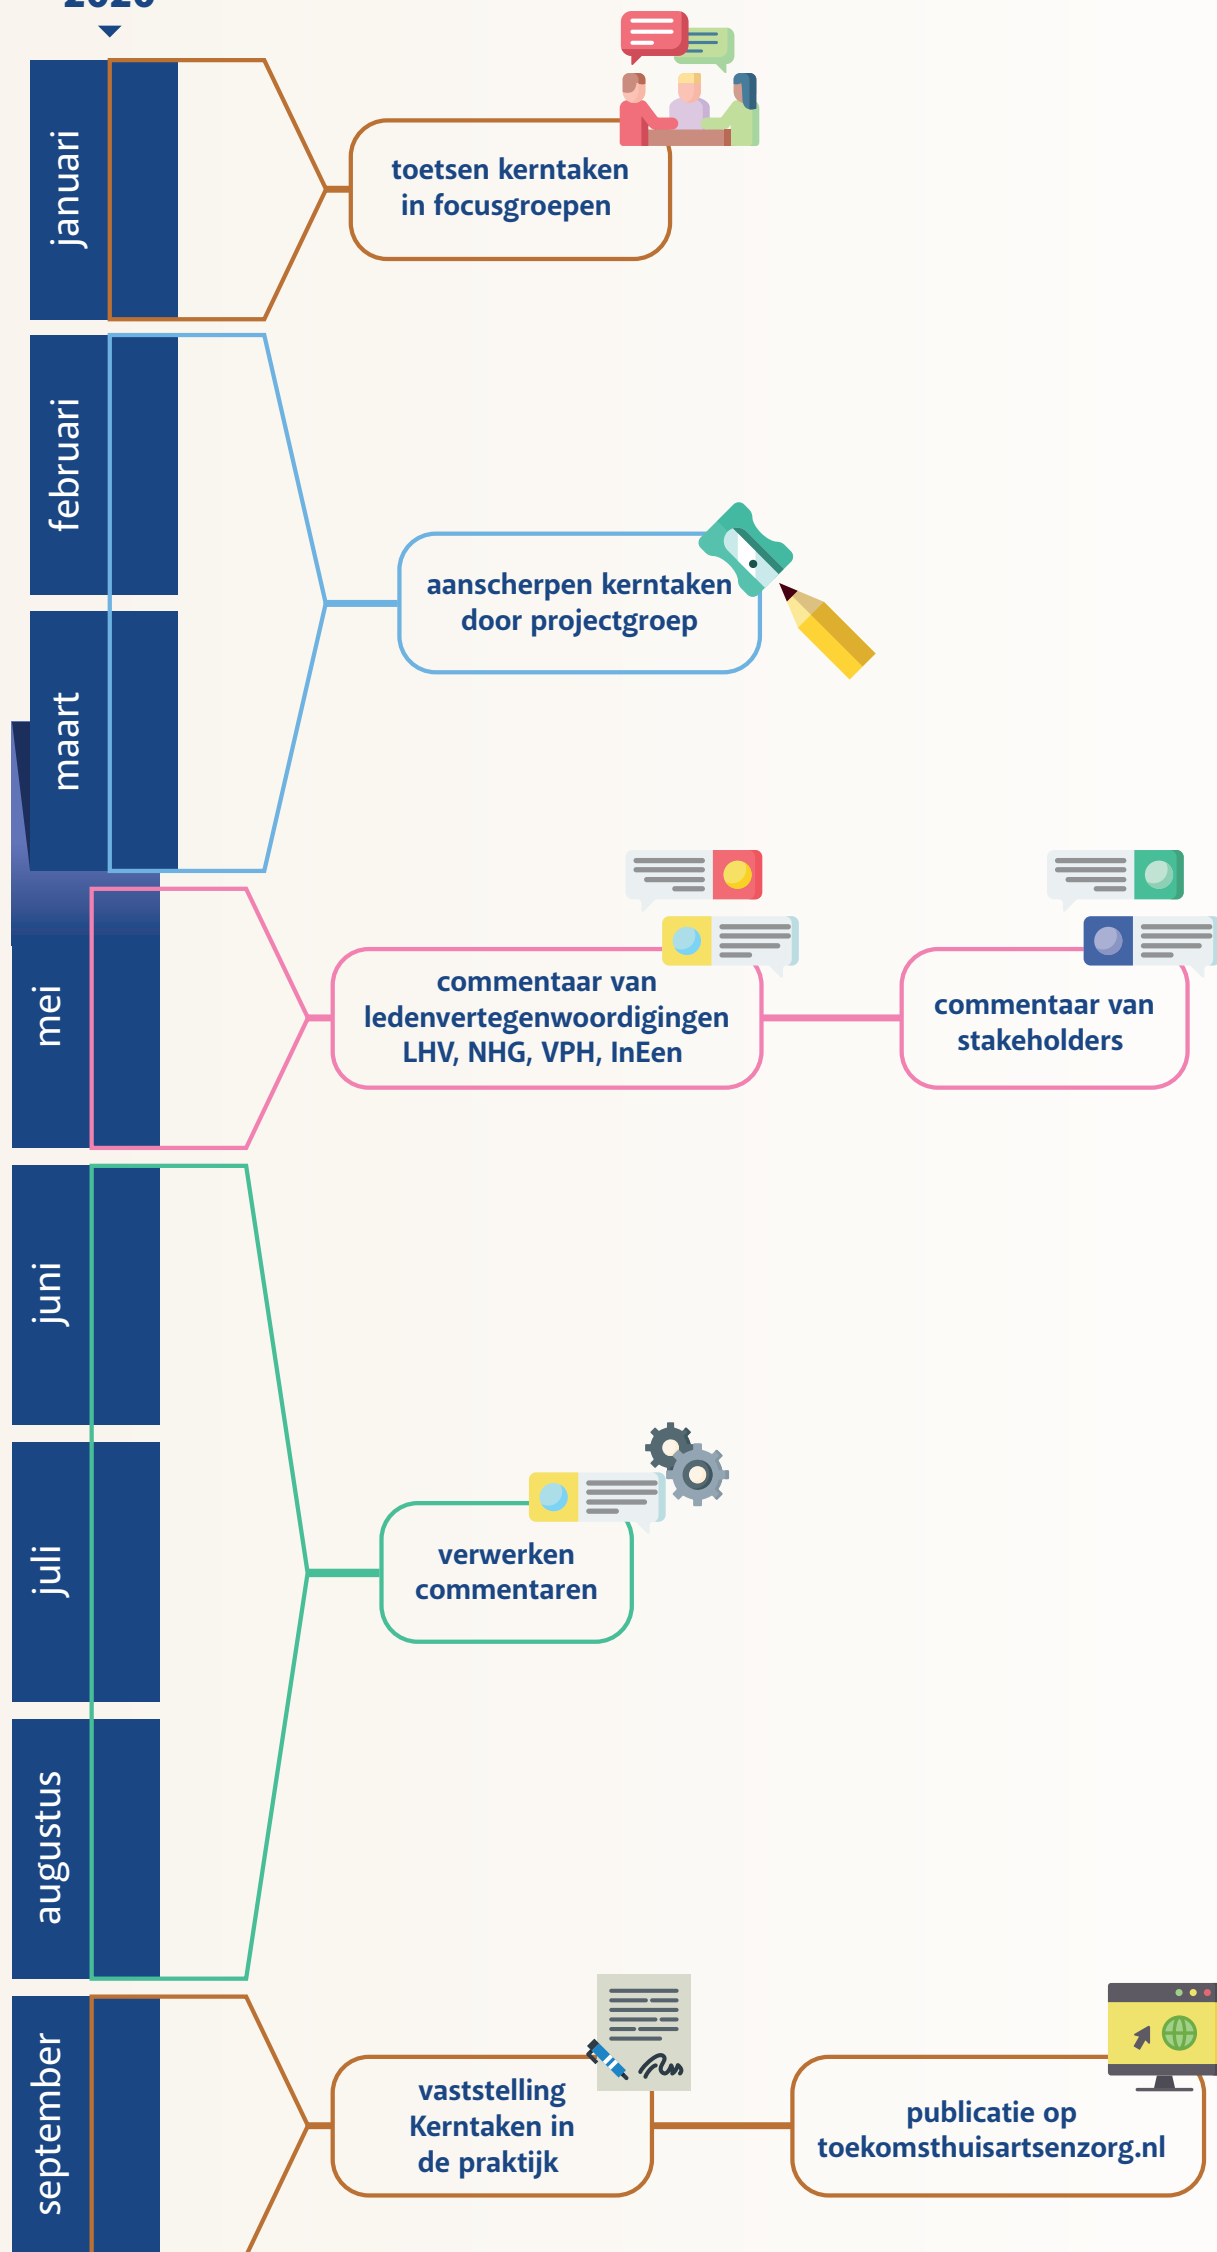 2020
januari
toetsen kerntaken
in focusgroepen
februari
aanscherpen kerntaken
door projectgroep
maart
mei
commentaar van
ledenvertegenwoordigingen
LHV, NHG, VPH, InEen
commentaar van
stakeholders
juni
juli
verwerken
commentaren
augustus
september
vaststelling
Kerntaken in
de praktijk
publicatie op
toekomsthuisartsenzorg.nl